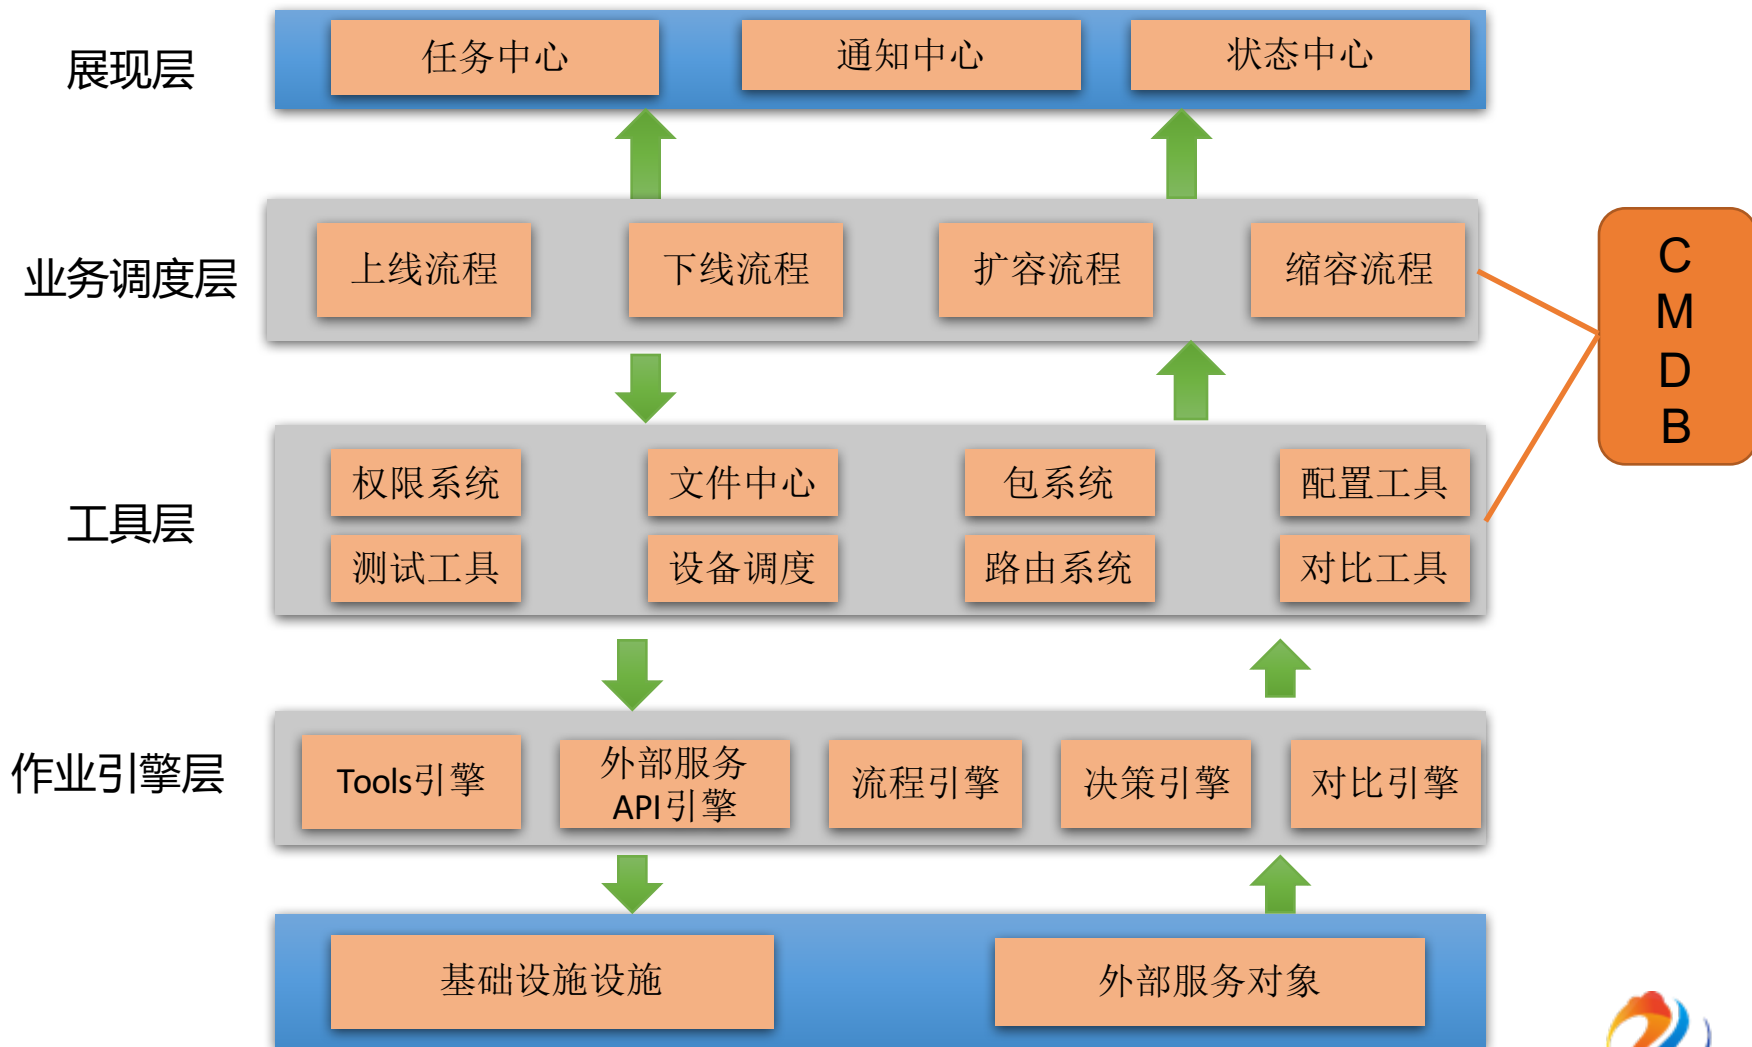 展现层
任务中心
通知中心
状态中心
业务调度层
上线流程
下线流程
扩容流程
缩容流程
C
M
D
B
工具层
权限系统
文件中心
包系统
配置工具
测试工具
设备调度
路由系统
对比工具
作业引擎层
Tools引擎
外部服务
API引擎
流程引擎
决策引擎
对比引擎
基础设施设施
外部服务对象